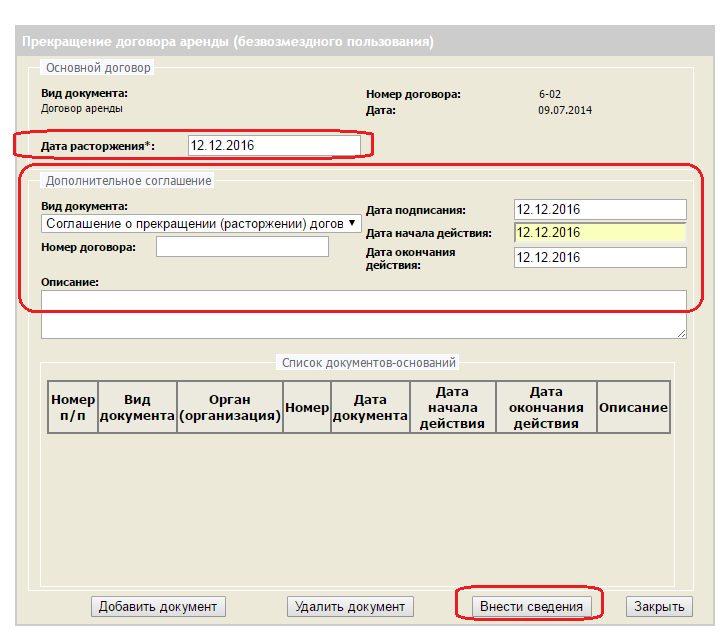 Прекращение договора аренды (безвозмездного пользования)
Основной договор
Вид документа:
Договор аренды
Номер договора: 6-02
Дата: 09.07.2014
Дата расторжения*: 12.12.2016
Дополнительное соглашение
Вид документа:
Соглашение о прекращении (расторжении) догов
Номер договора:
Дата подписания: 12.12.2016
Дата начала действия: 12.12.2016
Дата окончания
действия: 12.12.2016
Описание:
Список документов-оснований
Номер п/п Вид документа Орган (организация) Номер Дата документа Дата начала действия Дата окончания действия Описание
Добавить документ Удалить документ Внести сведения Закрыть